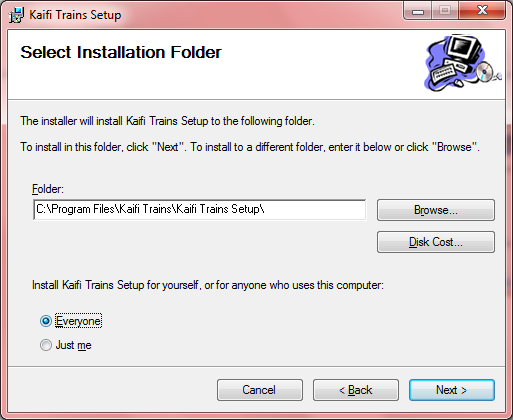 Kaifi Trains Setup
Select Installation Folder
The installer will install Kaifi Trains Setup to the following folder.
To install in this folder, click "Next". To install to a different folder, enter it below or click "Browse".
Folder:
C:\Program Files\Kaifi Trains\Kaifi Trains Setup\
Browse...
Disk Cost...
Install Kaifi Trains Setup for yourself, or for anyone who uses this computer:
Everyone
Just me
Cancel
< Back
Next >